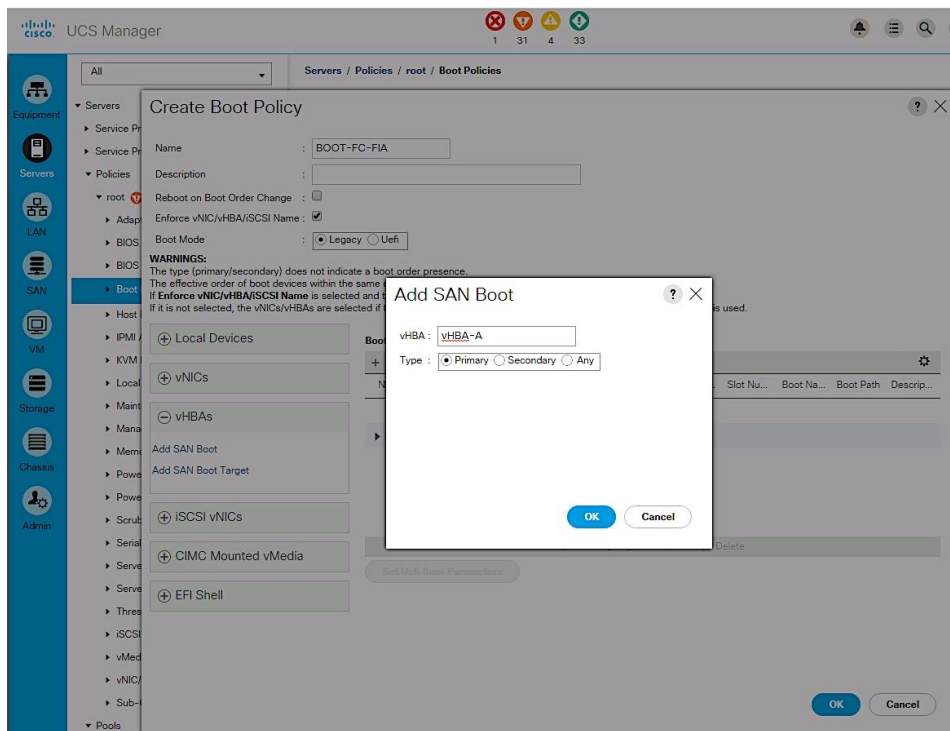 CISCO. UCS Manager
1 31 4 33
All
Servers / Policies / root / Boot Policies
Equipment
Servers
LAN
SAN
VM
Storage
Chassis
Admin
Servers
Service Pr
Service Pr
Policies
root
Adapt
BIOS
BIOS
Boot
Host
IPMI
KVM
Local
Maint
Mana
Memo
Powe
Powe
Scrub
Serial
Serve
Serve
Thres
iSCSI
vMed
vNIC/
Sub-
Pools
Create Boot Policy
? ×
Name : BOOT-FC-FIA
Description :
Reboot on Boot Order Change :
Enforce vNIC/vHBA/iSCSI Name :
Boot Mode : Legacy Uefi
WARNINGS:
The type (primary/secondary) does not indicate a boot order presence.
The effective order of boot devices within the same
If Enforce vNIC/vHBA/iSCSI Name is selected and t
If it is not selected, the vNICs/vHBAs are selected if is used.
Local Devices
vNICs
vHBAs
Add SAN Boot
Add SAN Boot Target
iSCSI vNICs
CIMC Mounted vMedia
EFI Shell
Boo
+
N Slot Nu... Boot Na... Boot Path Descrip...
Delete
Set Uefi Boot Parameters
Add SAN Boot
? ×
vHBA : vHBA-A
Type : Primary Secondary Any
OK Cancel
OK Cancel